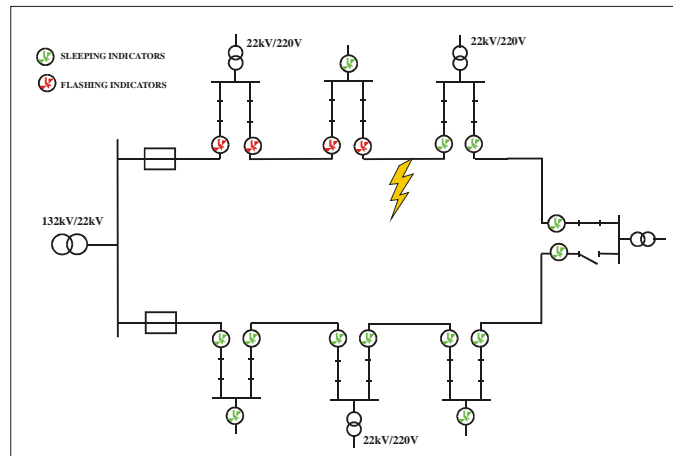 22kV/220V
22kV/220V
SLEEPING INDICATORS
FLASHING INDICATORS
132kV/22kV
22kV/220V